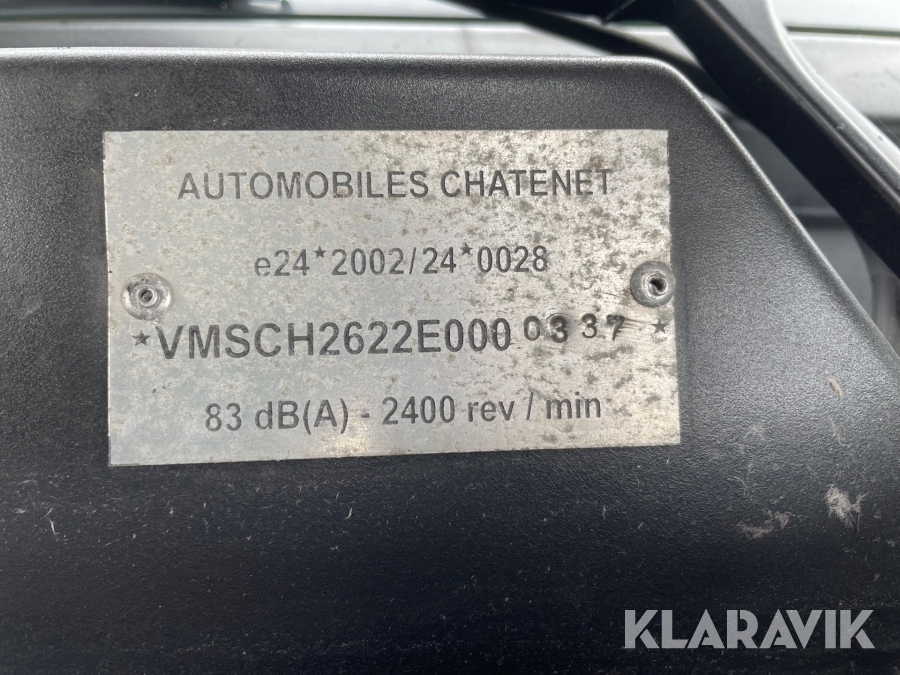 AUTOMOBILES CHATENET
e24*2002/24*0028
*VMSCH2622E0000337*
83 dB(A) - 2400 rev / min
KLARAVIK